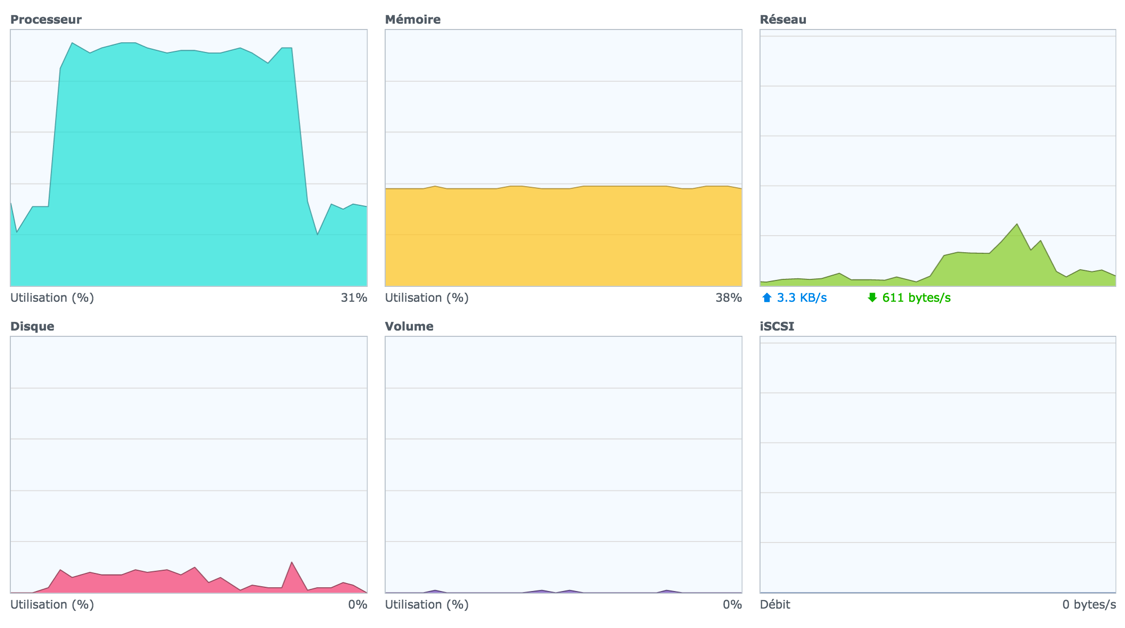 Processeur
Mémoire
Réseau
Utilisation (%) 31%
Utilisation (%) 38%
3.3 KB/s 611 bytes/s
Disque
Volume
iSCSI
Utilisation (%) 0%
Utilisation (%) 0%
Débit 0 bytes/s